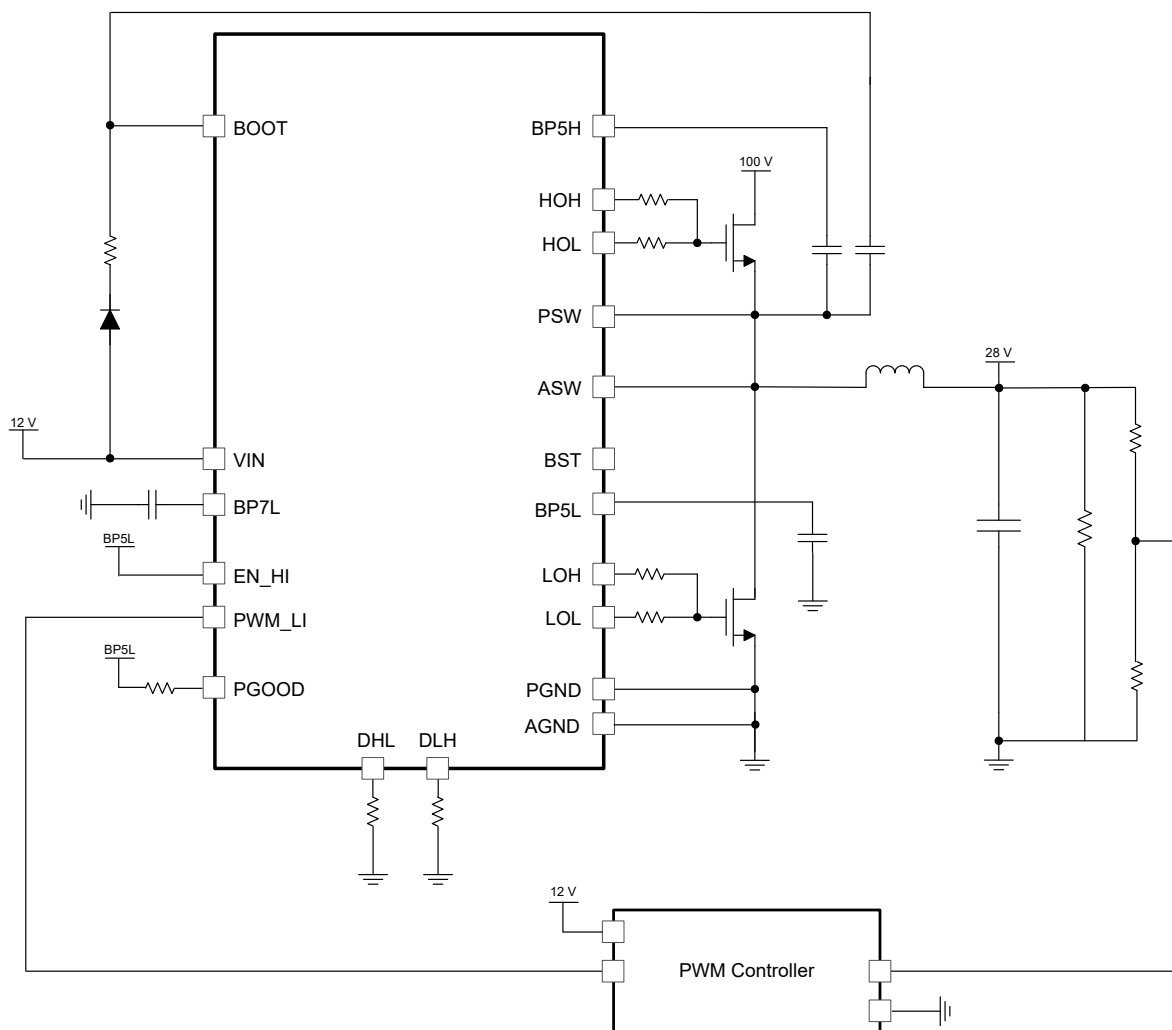 BOOT
BP5H
100 V
HOH
HOL
PSW
28 V
ASW
12 V
VIN
BST
BP7L
BP5L
BP5L
EN_HI
LOH
PWM_LI
LOL
BP5L
PGOOD
PGND
AGND
DHL DLH
12 V
PWM Controller